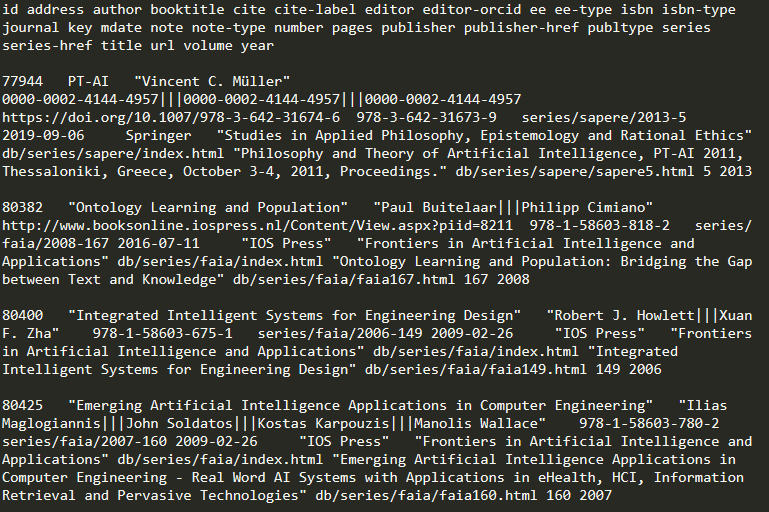 id address author booktitle cite cite-label editor editor-orcid ee ee-type isbn isbn-type
journal key mdate note note-type number pages publisher publisher-href publtype series
series-href title url volume year
77944 PT-AI "Vincent C. Müller"
0000-0002-4144-4957|||0000-0002-4144-4957|||0000-0002-4144-4957
https://doi.org/10.1007/978-3-642-31674-6 978-3-642-31673-9 series/sapere/2013-5
2019-09-06 Springer "Studies in Applied Philosophy, Epistemology and Rational Ethics"
db/series/sapere/index.html "Philosophy and Theory of Artificial Intelligence, PT-AI 2011,
Thessaloniki, Greece, October 3-4, 2011, Proceedings." db/series/sapere/sapere5.html 5 2013
80382 "Ontology Learning and Population" "Paul Buitelaar|||Philipp Cimiano"
http://www.booksonline.iospress.nl/Content/View.aspx?piid=8211 978-1-58603-818-2 series/
faia/2008-167 2016-07-11 "IOS Press" "Frontiers in Artificial Intelligence and
Applications" db/series/faia/index.html "Ontology Learning and Population: Bridging the Gap
between Text and Knowledge" db/series/faia/faia167.html 167 2008
80400 "Integrated Intelligent Systems for Engineering Design" "Robert J. Howlett|||Xuan
F. Zha" 978-1-58603-675-1 series/faia/2006-149 2009-02-26 "IOS Press" "Frontiers
in Artificial Intelligence and Applications" db/series/faia/index.html "Integrated
Intelligent Systems for Engineering Design" db/series/faia/faia149.html 149 2006
80425 "Emerging Artificial Intelligence Applications in Computer Engineering" "Ilias
Maglogiannis|||John Soldatos|||Kostas Karpouzis|||Manolis Wallace" 978-1-58603-780-2
series/faia/2007-160 2009-02-26 "IOS Press" "Frontiers in Artificial Intelligence and
Applications" db/series/faia/index.html "Emerging Artificial Intelligence Applications in
Computer Engineering - Real Word AI Systems with Applications in eHealth, HCI, Information
Retrieval and Pervasive Technologies" db/series/faia/faia160.html 160 2007